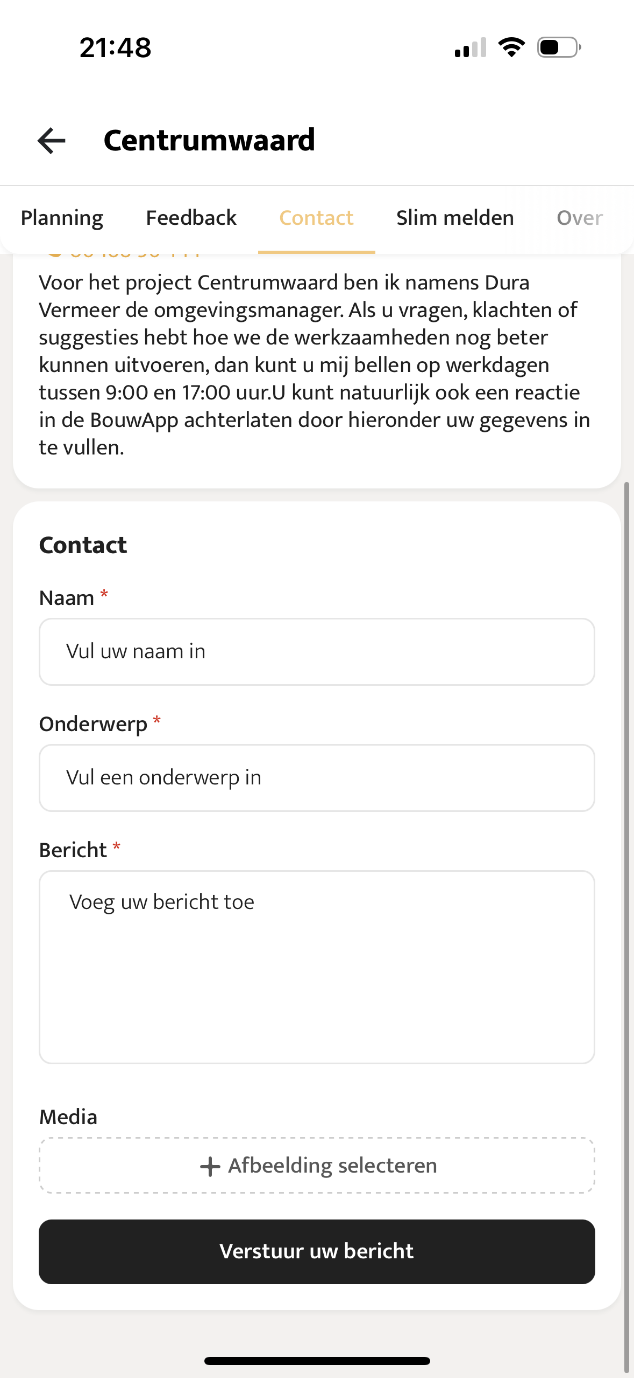 21:48
Centrumwaard
Planning
Feedback
Contact
Slim melden
Over
Voor het project Centrumwaard ben ik namens Dura
Vermeer de omgevingsmanager. Als u vragen, klachten of
suggesties hebt hoe we de werkzaamheden nog beter
kunnen uitvoeren, dan kunt u mij bellen op werkdagen
tussen 9:00 en 17:00 uur.U kunt natuurlijk ook een reactie
in de BouwApp achterlaten door hieronder uw gegevens in
te vullen.
Contact
Naam *
Vul uw naam in
Onderwerp *
Vul een onderwerp in
Bericht *
Voeg uw bericht toe
Media
+ Afbeelding selecteren
Verstuur uw bericht